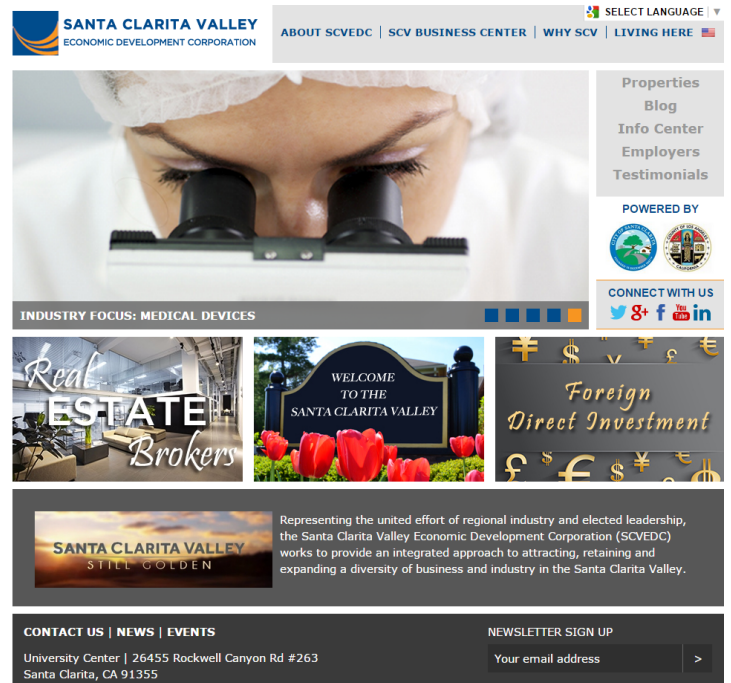 SELECT LANGUAGE
SANTA CLARITA VALLEY
ECONOMIC DEVELOPMENT CORPORATION
ABOUT SCVEDC | SCV BUSINESS CENTER | WHY SCV | LIVING HERE
Properties
Blog
Info Center
Employers
Testimonials
POWERED BY
CONNECT WITH US
g+ f You Tube in
INDUSTRY FOCUS: MEDICAL DEVICES
Real
ESTATE
Brokers
WELCOME
TO THE
SANTA CLARITA VALLEY
Foreign
Direct Investment
SANTA CLARITA VALLEY
STILL GOLDEN
Representing the united effort of regional industry and elected leadership,
the Santa Clarita Valley Economic Development Corporation (SCVEDC)
works to provide an integrated approach to attracting, retaining and
expanding a diversity of business and industry in the Santa Clarita Valley.
CONTACT US | NEWS | EVENTS
University Center | 26455 Rockwell Canyon Rd #263
Santa Clarita, CA 91355
NEWSLETTER SIGN UP
Your email address >